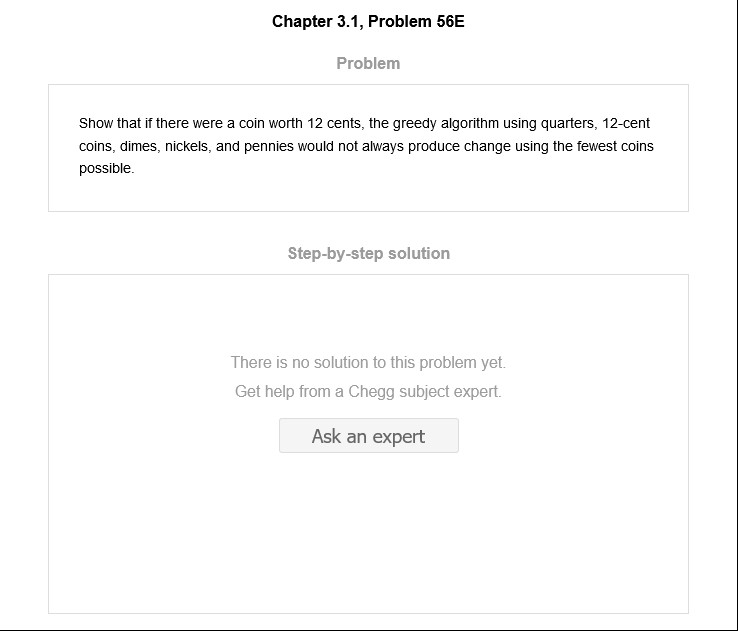 Chapter 3.1, Problem 56E
Problem
Show that if there were a coin worth 12 cents, the greedy algorithm using quarters, 12-cent
coins, dimes, nickels, and pennies would not always produce change using the fewest coins
possible.
Step-by-step solution
There is no solution to this problem yet.
Get help from a Chegg subject expert.
Ask an expert